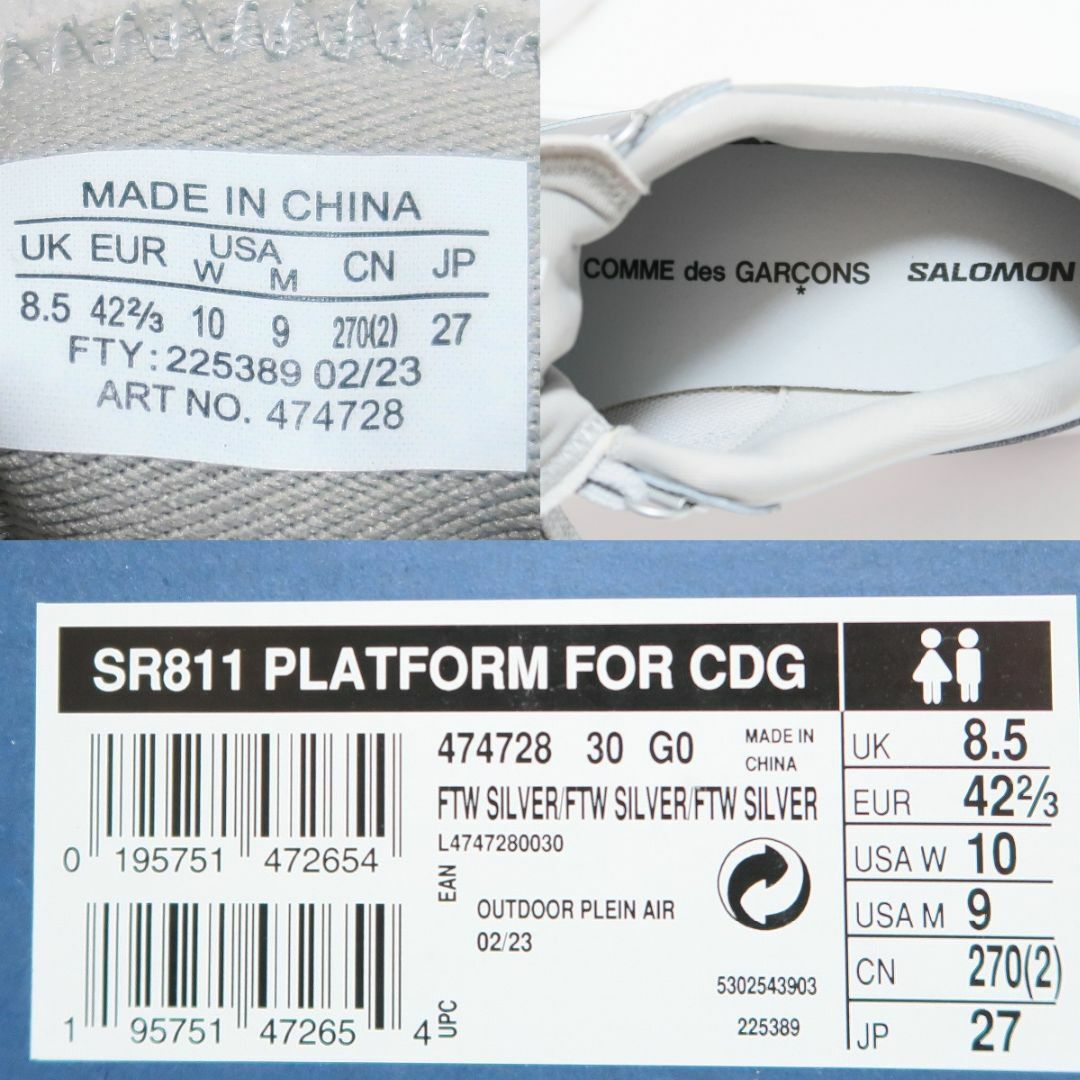 MADE IN CHINA
UK EUR USA W M CN JP
8.5 42⅔ 10 9 270(2) 27
FTY: 225389 02/23
ART NO. 474728
COMME des GARÇONS* SALOMON
SR811 PLATFORM FOR CDG
474728 30 G0
MADE IN
CHINA
FTW SILVER/FTW SILVER/FTW SILVER
L4747280030
0 195751 472654
EAN
OUTDOOR PLEIN AIR
02/23
5302543903
225389
1 95751 47265 4
UPC
UK 8.5
EUR 42⅔
USA W 10
USA M 9
CN 270(2)
JP 27